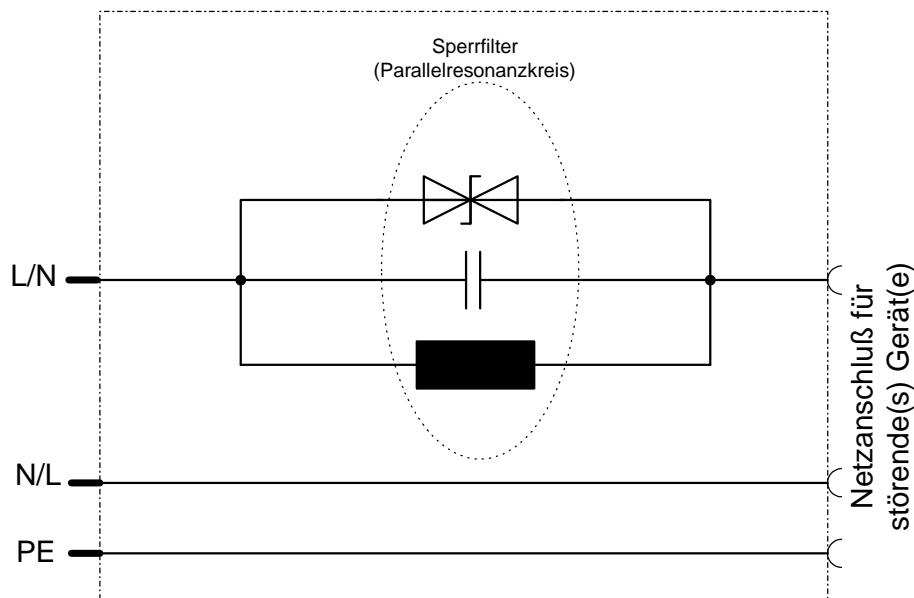 Sperrfilter
(Parallelresonanzkreis)
L/N
N/L
PE
Netzanschluß für
störende(s) Gerät(e)